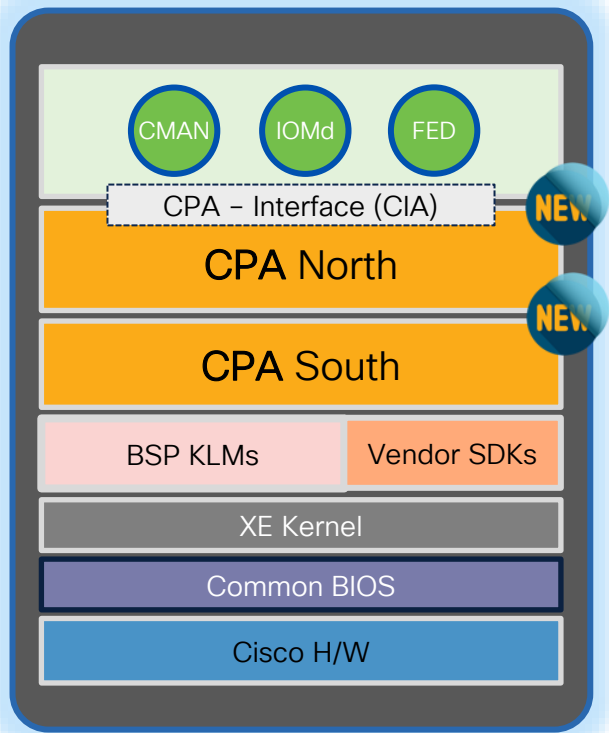 CMAN
IOMd
FED
CPA – Interface (CIA)
NEW
CPA North
NEW
CPA South
BSP KLMs
Vendor SDKs
XE Kernel
Common BIOS
Cisco H/W